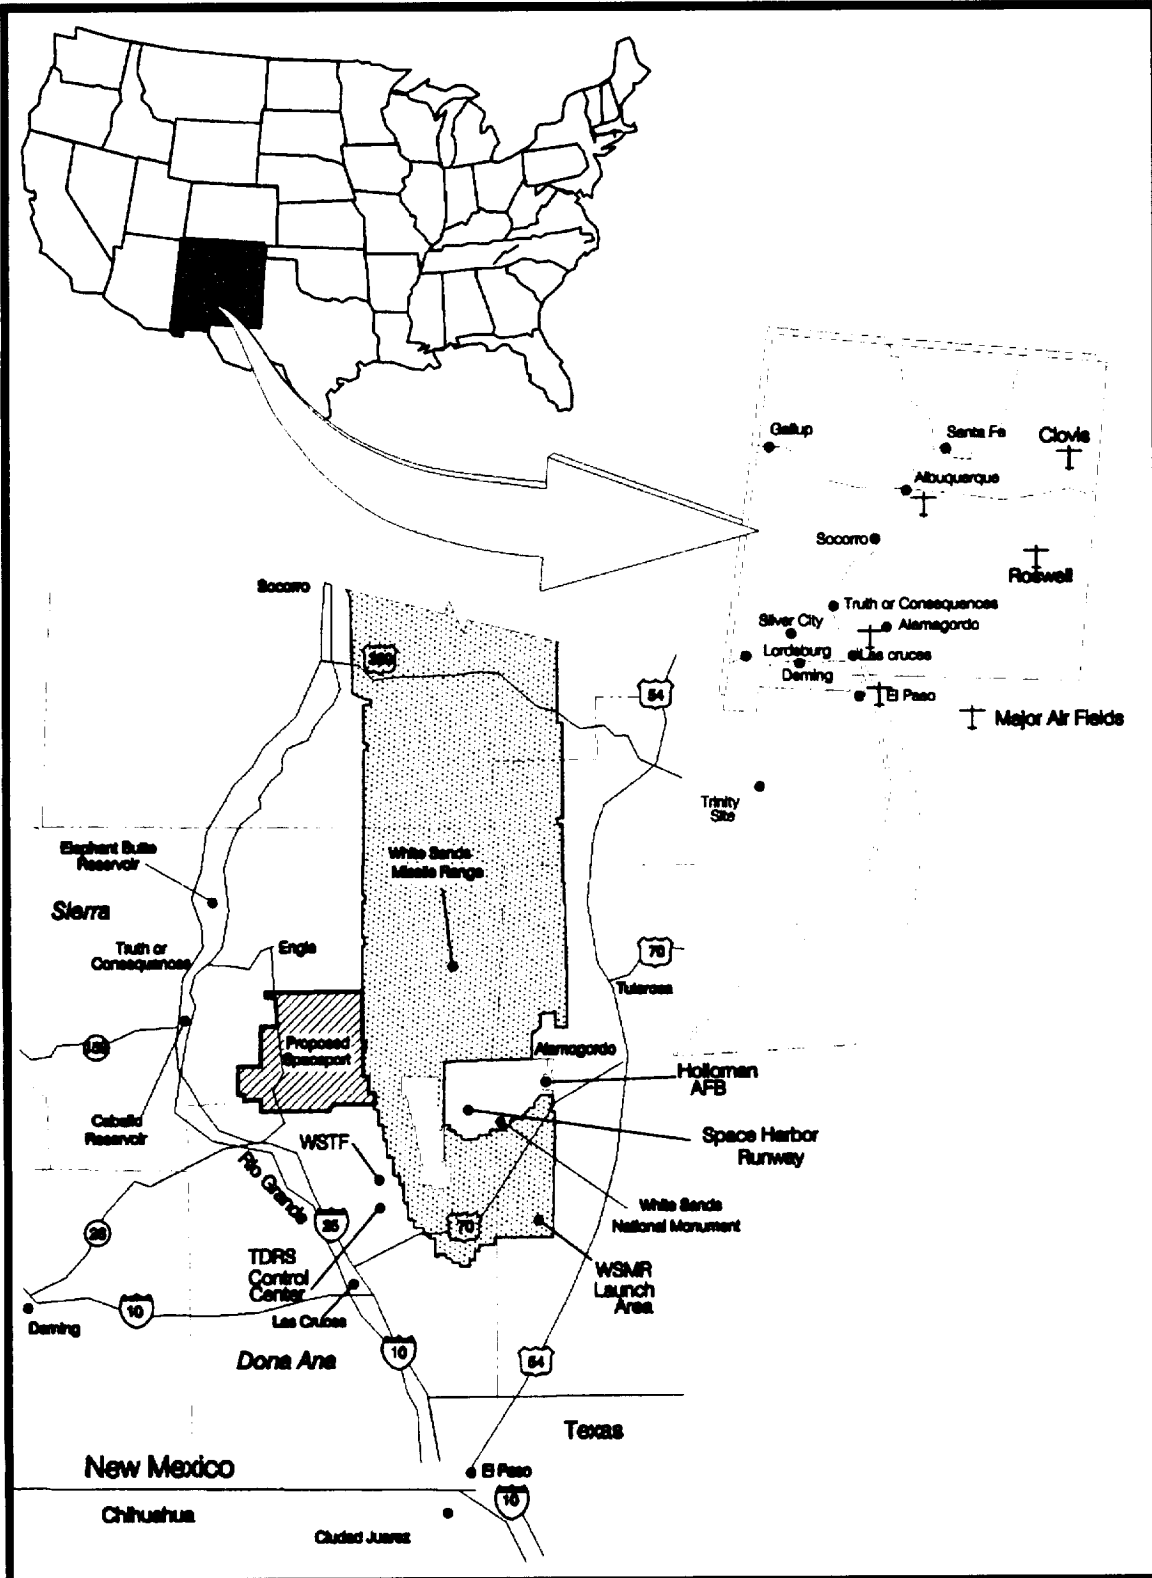 Gallup
Santa Fe
Clovis
Albuquerque
Socorro
Roswell
Truth or Consequences
Silver City
Alamagordo
Lordsburg
Las cruces
Deming
El Paso
Major Air Fields
Socorro
380
54
Trinity
Site
White Sands
Missile Range
Elephant Butte
Reservoir
Sierra
Truth or
Consequences
Engle
70
Tularosa
Proposed
Spaceport
Alamagordo
Holloman
AFB
Caballo
Reservoir
WSTF
Space Harbor
Runway
Rio Grande
White Sands
National Monument
25
70
26
TDRS
Control
Center
WSMR
Launch
Area
10
Las Cruces
Deming
Dona Ana
10
54
Texas
New Mexico
El Paso
10
Chihuahua
Ciudad Juarez